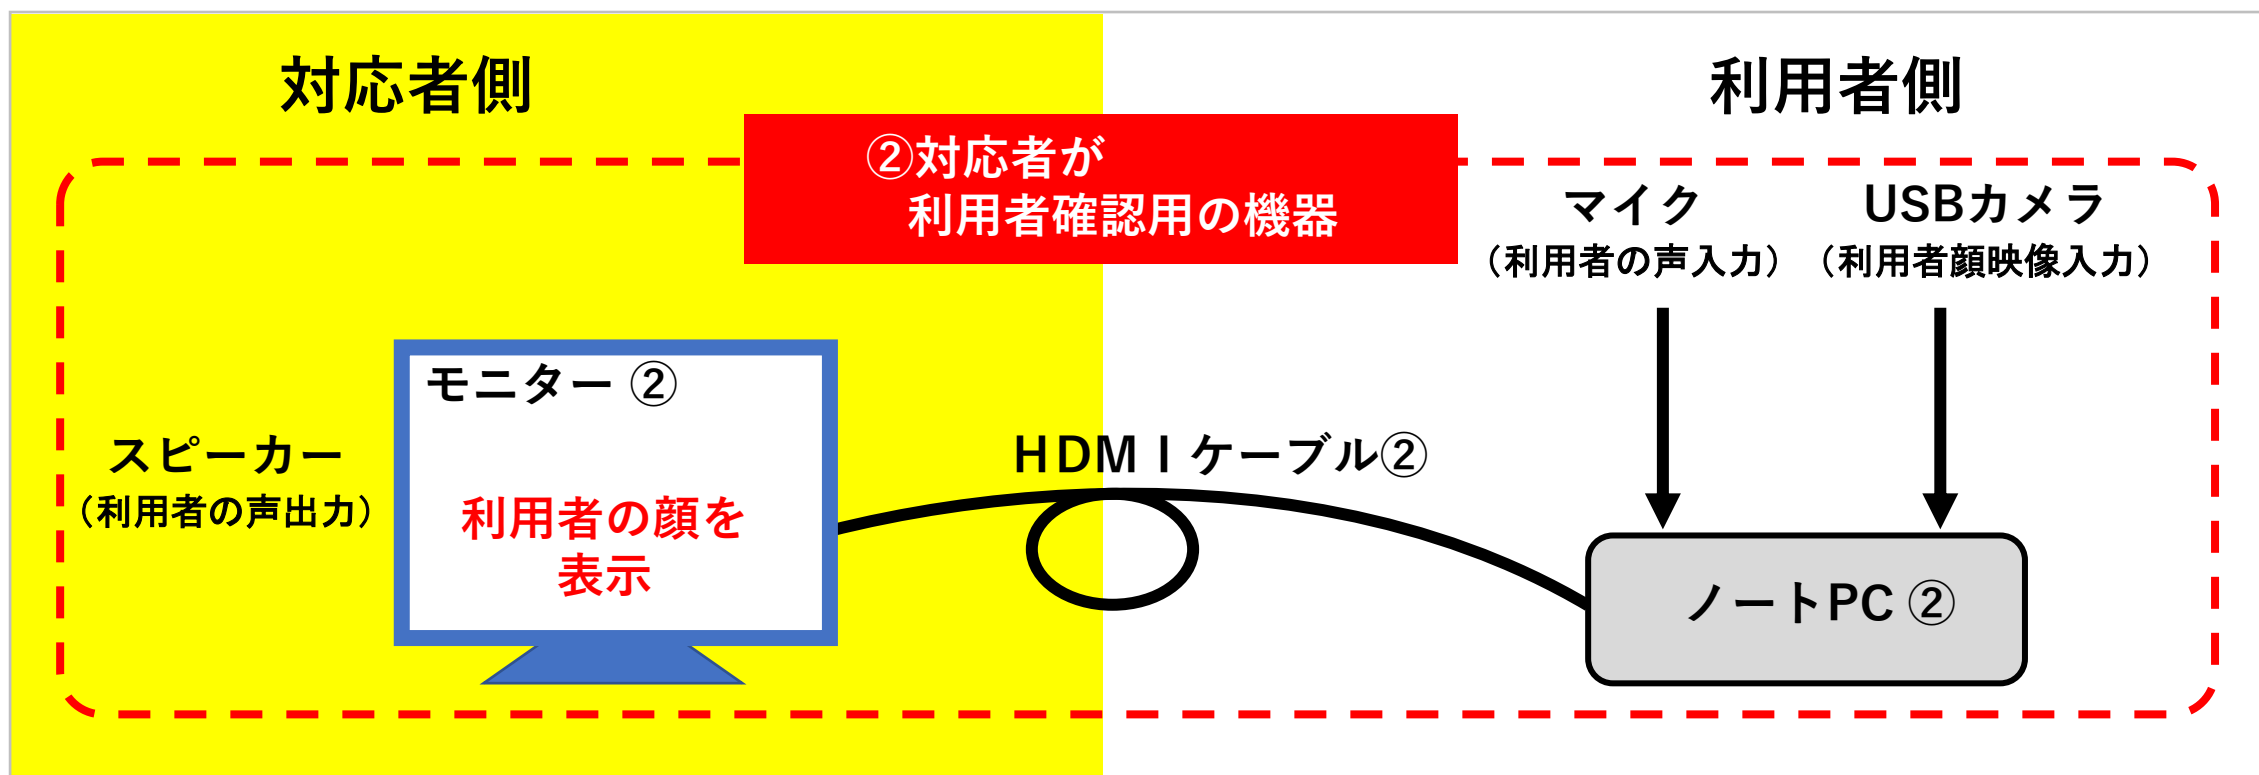 対応者側
利用者側
②対応者が
利用者確認用の機器
マイク
（利用者の声入力）
USBカメラ
（利用者顔映像入力）
モニター ②
利用者の顔を
表示
スピーカー
（利用者の声出力）
ＨＤＭＩケーブル②
ノートPC ②